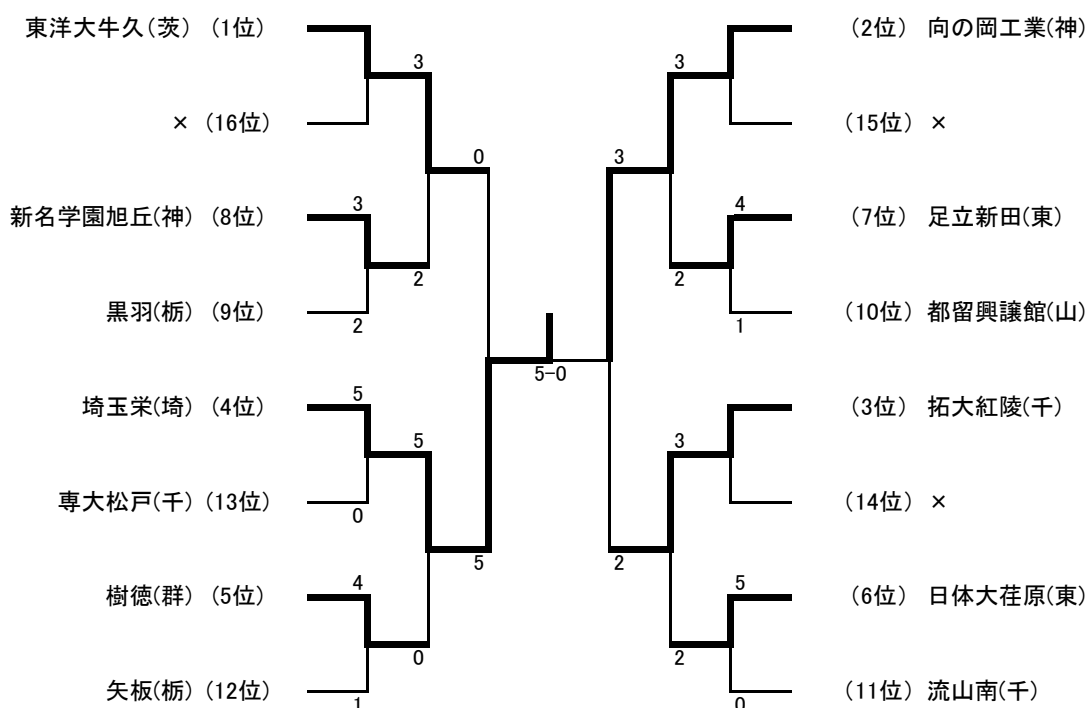 東洋大牛久(茨) (1位)
(2位) 向の岡工業(神)
3
3
× (16位)
(15位) ×
0
3
新名学園旭丘(神) (8位)
3
4
(7位) 足立新田(東)
2
2
黒羽(栃) (9位)
2
1
(10位) 都留興譲館(山)
5-0
埼玉栄(埼) (4位)
5
(3位) 拓大紅陵(千)
5
3
専大松戸(千) (13位)
0
(14位) ×
5
2
樹徳(群) (5位)
4
5
(6位) 日体大荏原(東)
0
2
矢板(栃) (12位)
1
0
(11位) 流山南(千)